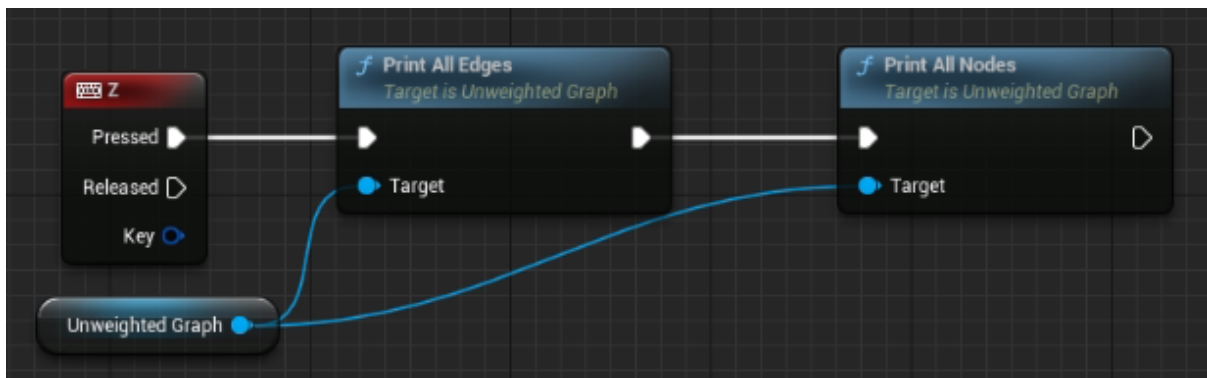 Z
Pressed
Released
Key
Unweighted Graph
f Print All Edges
Target is Unweighted Graph
Target
f Print All Nodes
Target is Unweighted Graph
Target